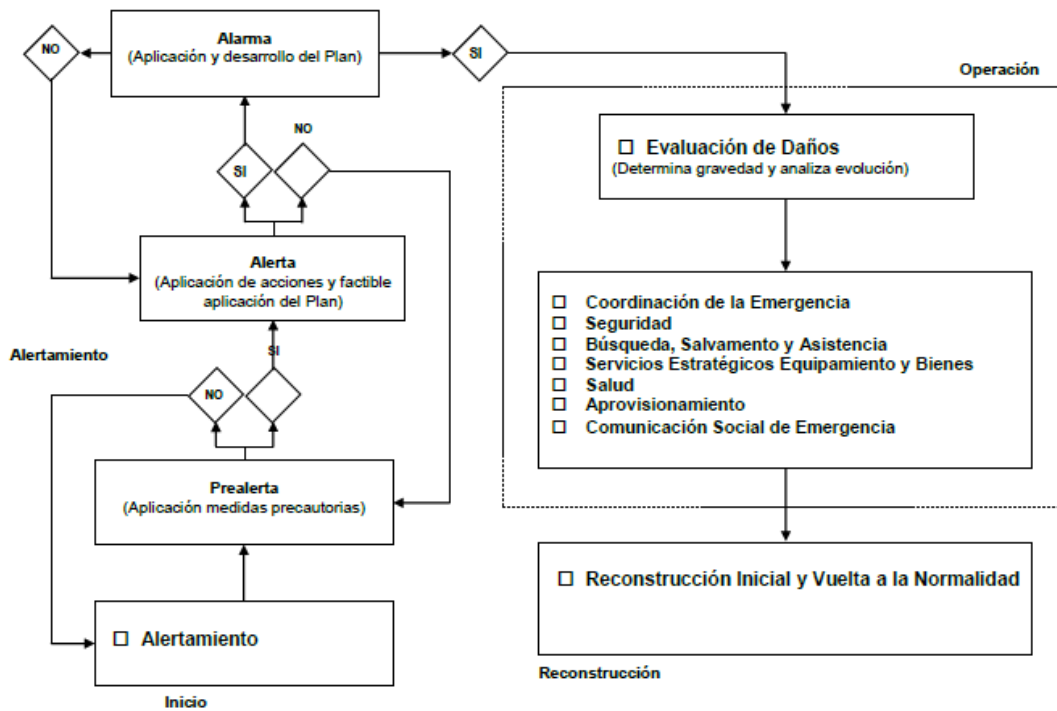 NO
Alarma
(Aplicación y desarrollo del Plan)
SI
Operación
NO
SI
☐ Evaluación de Daños
(Determina gravedad y analiza evolución)
Alerta
(Aplicación de acciones y factible
aplicación del Plan)
☐ Coordinación de la Emergencia
☐ Seguridad
☐ Búsqueda, Salvamento y Asistencia
☐ Servicios Estratégicos Equipamiento y Bienes
☐ Salud
☐ Aprovisionamiento
☐ Comunicación Social de Emergencia
Alertamiento
SI
NO
Prealerta
(Aplicación medidas precautorias)
☐ Reconstrucción Inicial y Vuelta a la Normalidad
☐ Alertamiento
Reconstrucción
Inicio